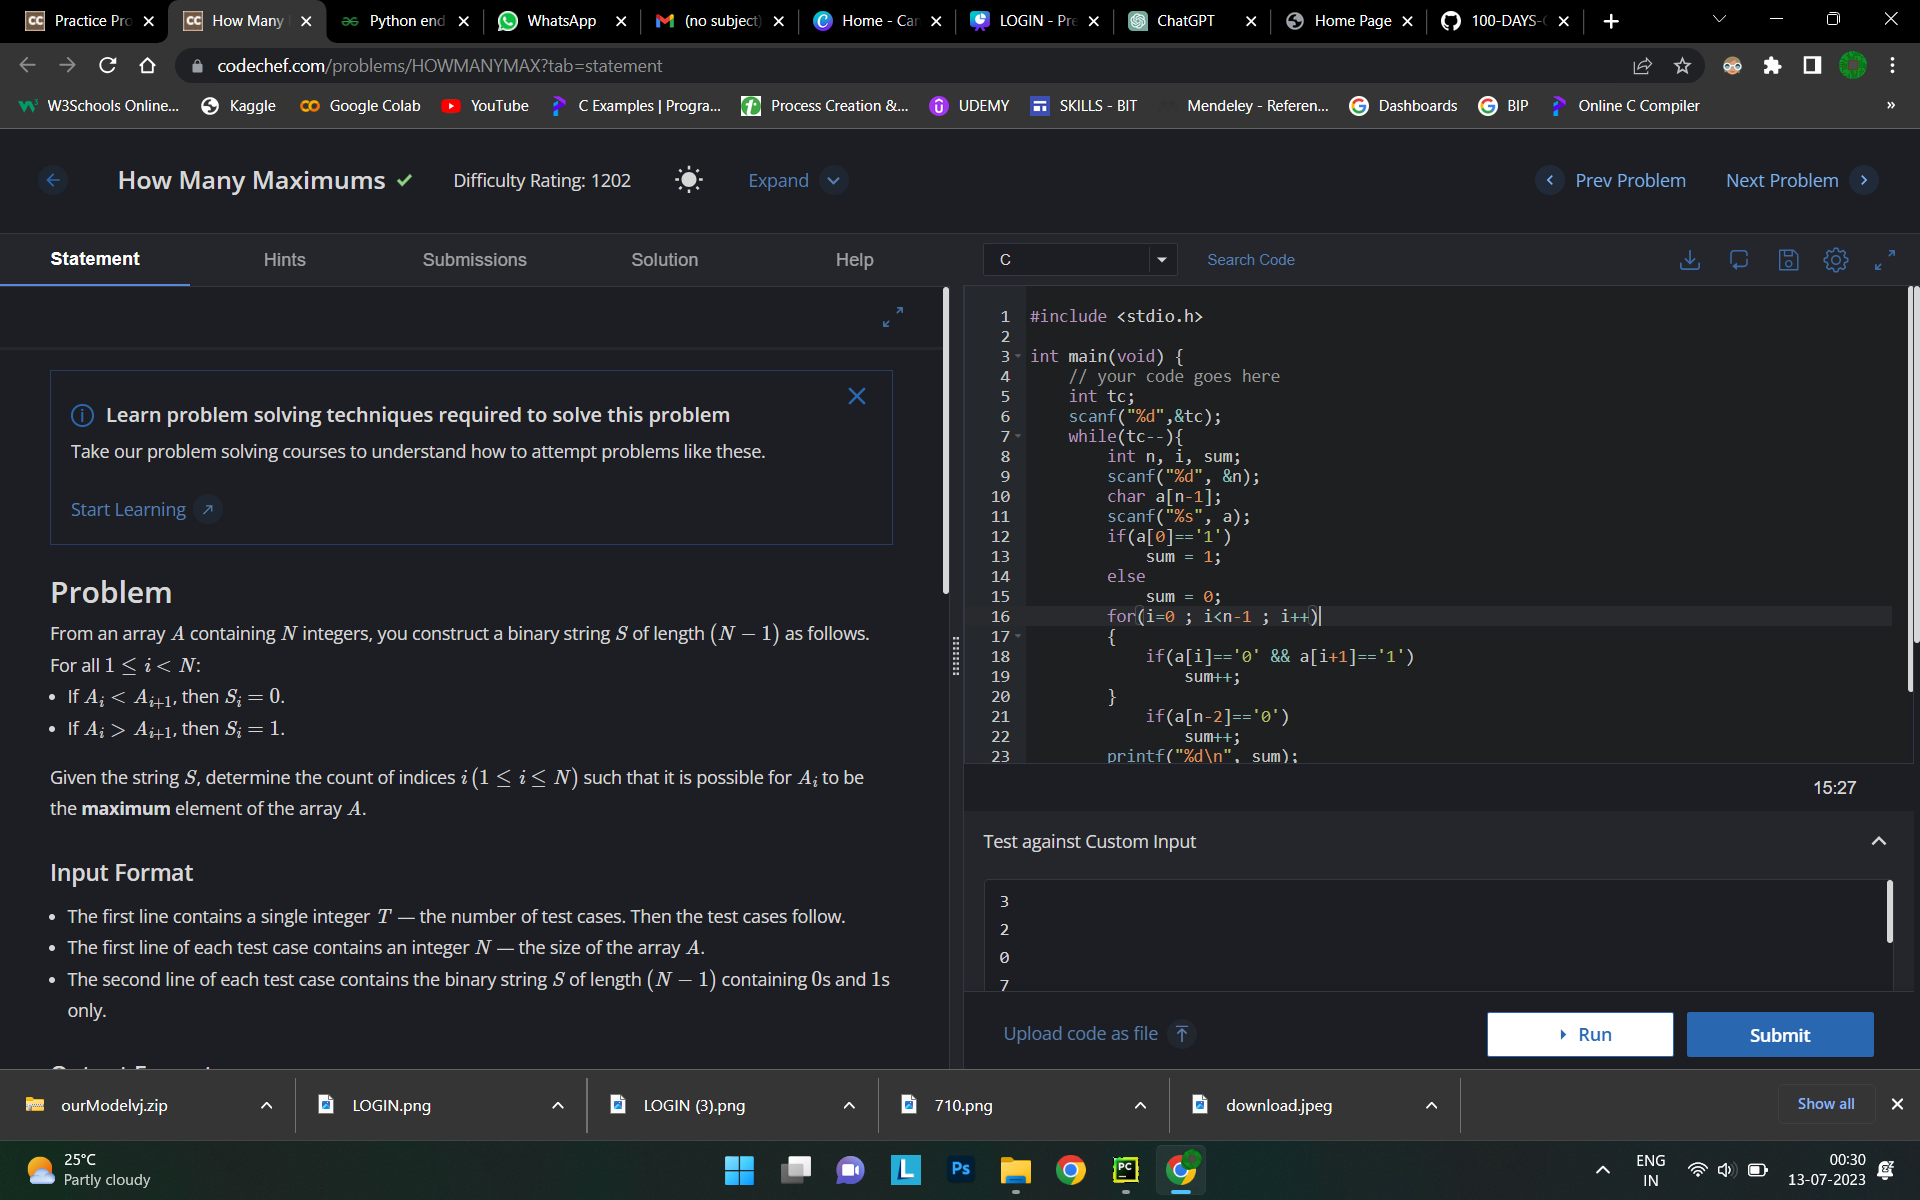 Practice Pro
How Many
Python end
WhatsApp
(no subject)
Home - Can
LOGIN - Pre
ChatGPT
Home Page
100-DAYS-
codechef.com/problems/HOWMANYMAX?tab=statement
W3Schools Online...
Kaggle
Google Colab
YouTube
C Examples | Progra...
Process Creation &...
UDEMY
SKILLS - BIT
Mendeley - Referen...
Dashboards
BIP
Online C Compiler
»
How Many Maximums
Difficulty Rating: 1202
Expand
Prev Problem
Next Problem
Statement
Hints
Submissions
Solution
Help
Learn problem solving techniques required to solve this problem
Take our problem solving courses to understand how to attempt problems like these.
Start Learning
Problem
From an array A containing N integers, you construct a binary string S of length (N − 1) as follows.
For all 1 ≤ i < N:
• If Aᵢ < Aᵢ₊₁, then Sᵢ = 0.
• If Aᵢ > Aᵢ₊₁, then Sᵢ = 1.
Given the string S, determine the count of indices i (1 ≤ i ≤ N) such that it is possible for Aᵢ to be
the maximum element of the array A.
Input Format
• The first line contains a single integer T — the number of test cases. Then the test cases follow.
• The first line of each test case contains an integer N — the size of the array A.
• The second line of each test case contains the binary string S of length (N − 1) containing 0s and 1s
only.
C
Search Code
1 #include <stdio.h>
2
3 int main(void) {
4 // your code goes here
5 int tc;
6 scanf("%d",&tc);
7 while(tc--){
8 int n, i, sum;
9 scanf("%d", &n);
10 char a[n-1];
11 scanf("%s", a);
12 if(a[0]=='1')
13 sum = 1;
14 else
15 sum = 0;
16 for(i=0 ; i<n-1 ; i++)
17 {
18 if(a[i]=='0' && a[i+1]=='1')
19 sum++;
20 }
21 if(a[n-2]=='0')
22 sum++;
23 printf("%d\n", sum);
15:27
Test against Custom Input
3
2
0
7
Upload code as file
Run
Submit
ourModelvj.zip
LOGIN.png
LOGIN (3).png
710.png
download.jpeg
Show all
25°C
Partly cloudy
ENG
IN
00:30
13-07-2023